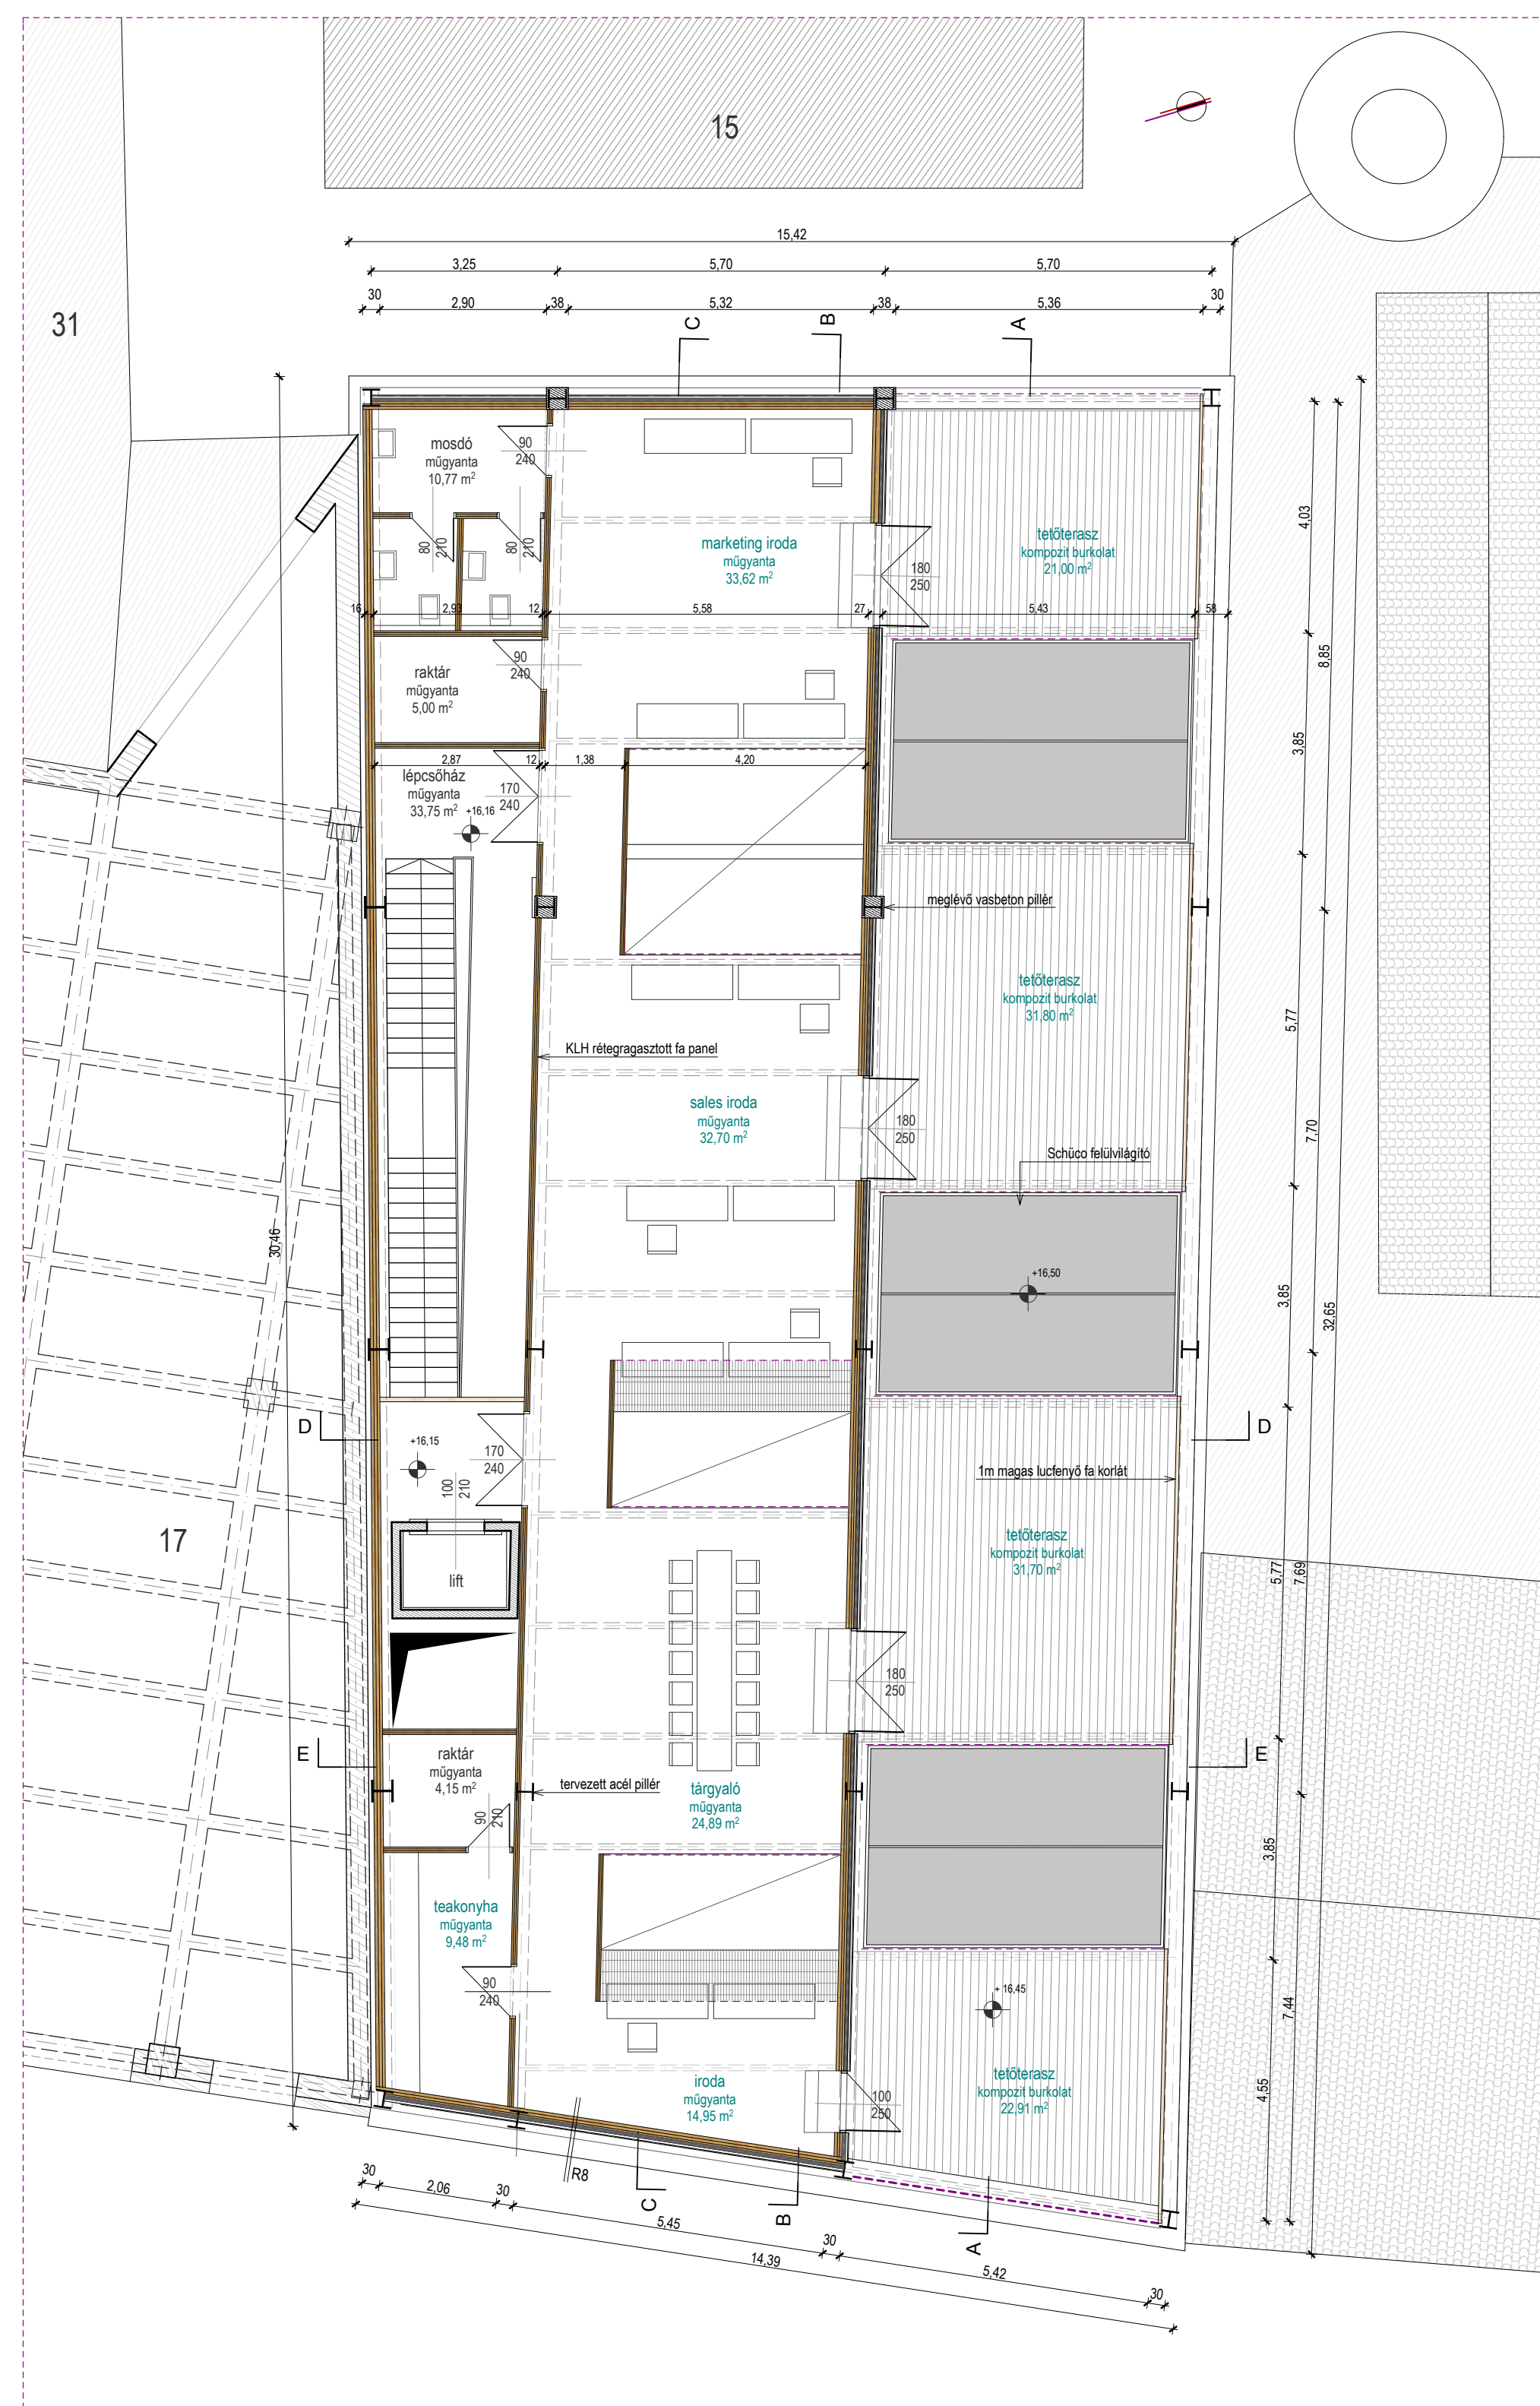 15
31
17
15,42
3,25
5,70
5,70
30
2,90
38
5,32
38
5,36
30
C
B
A
mosdó
műgyanta
10,77 m²
90
240
80
210
80
210
marketing iroda
műgyanta
33,62 m²
180
250
tetőterasz
kompozit burkolat
21,00 m²
4,03
16
2,93
12
5,58
27
5,43
58
8,85
raktár
műgyanta
5,00 m²
90
240
3,85
2,87
12
1,38
4,20
lépcsőház
műgyanta
33,75 m²
+16,16
170
240
meglévő vasbeton pillér
tetőterasz
kompozit burkolat
31,80 m²
5,77
KLH rétegragasztott fa panel
sales iroda
műgyanta
32,70 m²
180
250
7,70
Schüco felülvilágító
30,46
+16,50
3,85
32,65
D
D
+16,15
170
240
100
210
1m magas lucfenyő fa korlát
tetőterasz
kompozit burkolat
31,70 m²
5,77
7,69
lift
180
250
E
E
raktár
műgyanta
4,15 m²
90
210
tervezett acél pillér
tárgyaló
műgyanta
24,89 m²
3,85
teakonyha
műgyanta
9,48 m²
90
240
+ 16,45
7,44
iroda
műgyanta
14,95 m²
100
250
tetőterasz
kompozit burkolat
22,91 m²
4,55
R8
C
B
A
30
2,06
30
5,45
30
5,42
30
14,39